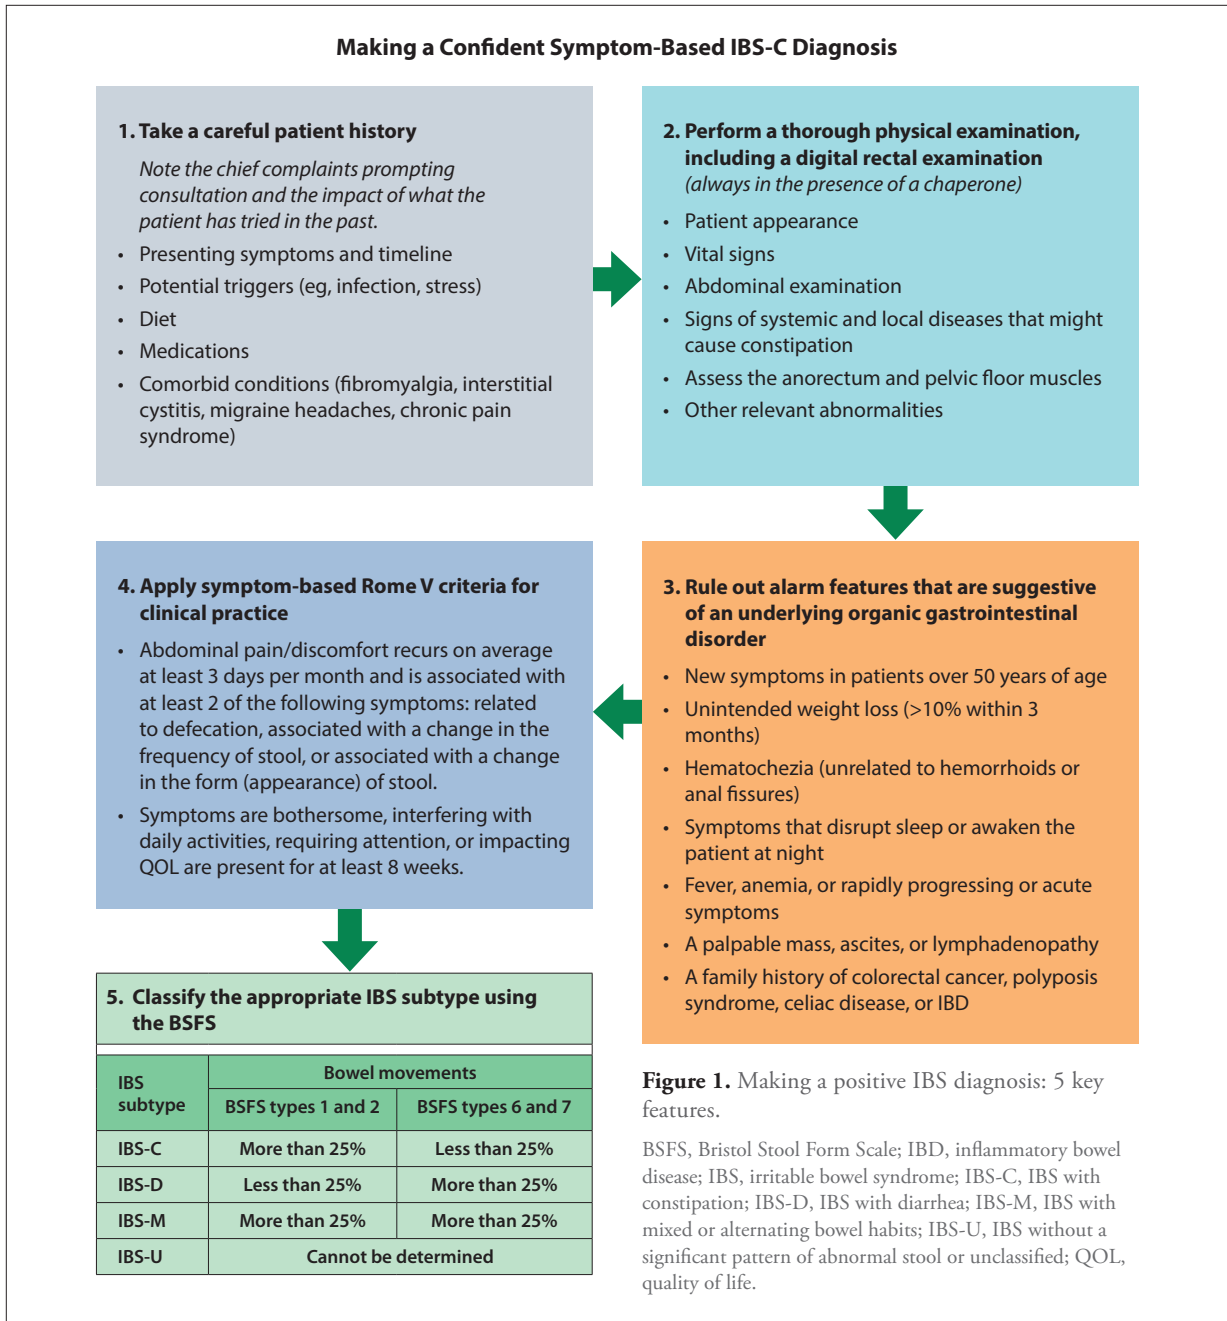 Making a Confident Symptom-Based IBS-C Diagnosis
1. Take a careful patient history
Note the chief complaints prompting
consultation and the impact of what the
patient has tried in the past.
• Presenting symptoms and timeline
• Potential triggers (eg, infection, stress)
• Diet
• Medications
• Comorbid conditions (fibromyalgia, interstitial
cystitis, migraine headaches, chronic pain
syndrome)
2. Perform a thorough physical examination,
including a digital rectal examination
(always in the presence of a chaperone)
• Patient appearance
• Vital signs
• Abdominal examination
• Signs of systemic and local diseases that might
cause constipation
• Assess the anorectum and pelvic floor muscles
• Other relevant abnormalities
3. Rule out alarm features that are suggestive
of an underlying organic gastrointestinal
disorder
• New symptoms in patients over 50 years of age
• Unintended weight loss (>10% within 3
months)
• Hematochezia (unrelated to hemorrhoids or
anal fissures)
• Symptoms that disrupt sleep or awaken the
patient at night
• Fever, anemia, or rapidly progressing or acute
symptoms
• A palpable mass, ascites, or lymphadenopathy
• A family history of colorectal cancer, polyposis
syndrome, celiac disease, or IBD
4. Apply symptom-based Rome V criteria for
clinical practice
• Abdominal pain/discomfort recurs on average
at least 3 days per month and is associated with
at least 2 of the following symptoms: related
to defecation, associated with a change in the
frequency of stool, or associated with a change
in the form (appearance) of stool.
• Symptoms are bothersome, interfering with
daily activities, requiring attention, or impacting
QOL are present for at least 8 weeks.
5. Classify the appropriate IBS subtype using
the BSFS
IBS subtype
Bowel movements
BSFS types 1 and 2 BSFS types 6 and 7
IBS-C More than 25% Less than 25%
IBS-D Less than 25% More than 25%
IBS-M More than 25% More than 25%
IBS-U Cannot be determined
Figure 1. Making a positive IBS diagnosis: 5 key
features.
BSFS, Bristol Stool Form Scale; IBD, inflammatory bowel
disease; IBS, irritable bowel syndrome; IBS-C, IBS with
constipation; IBS-D, IBS with diarrhea; IBS-M, IBS with
mixed or alternating bowel habits; IBS-U, IBS without a
significant pattern of abnormal stool or unclassified; QOL,
quality of life.